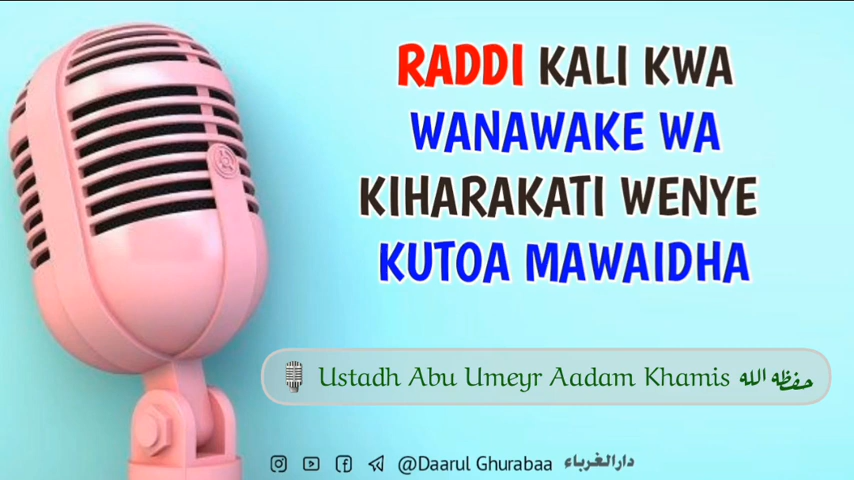 RADDI KALI KWA
WANAWAKE WA
KIHARAKATI WENYE
KUTOA MAWAIDHA
Ustadh Abu Umeyr Aadam Khamis حفظه الله
@Daarul Ghurabaa دارالغرباء